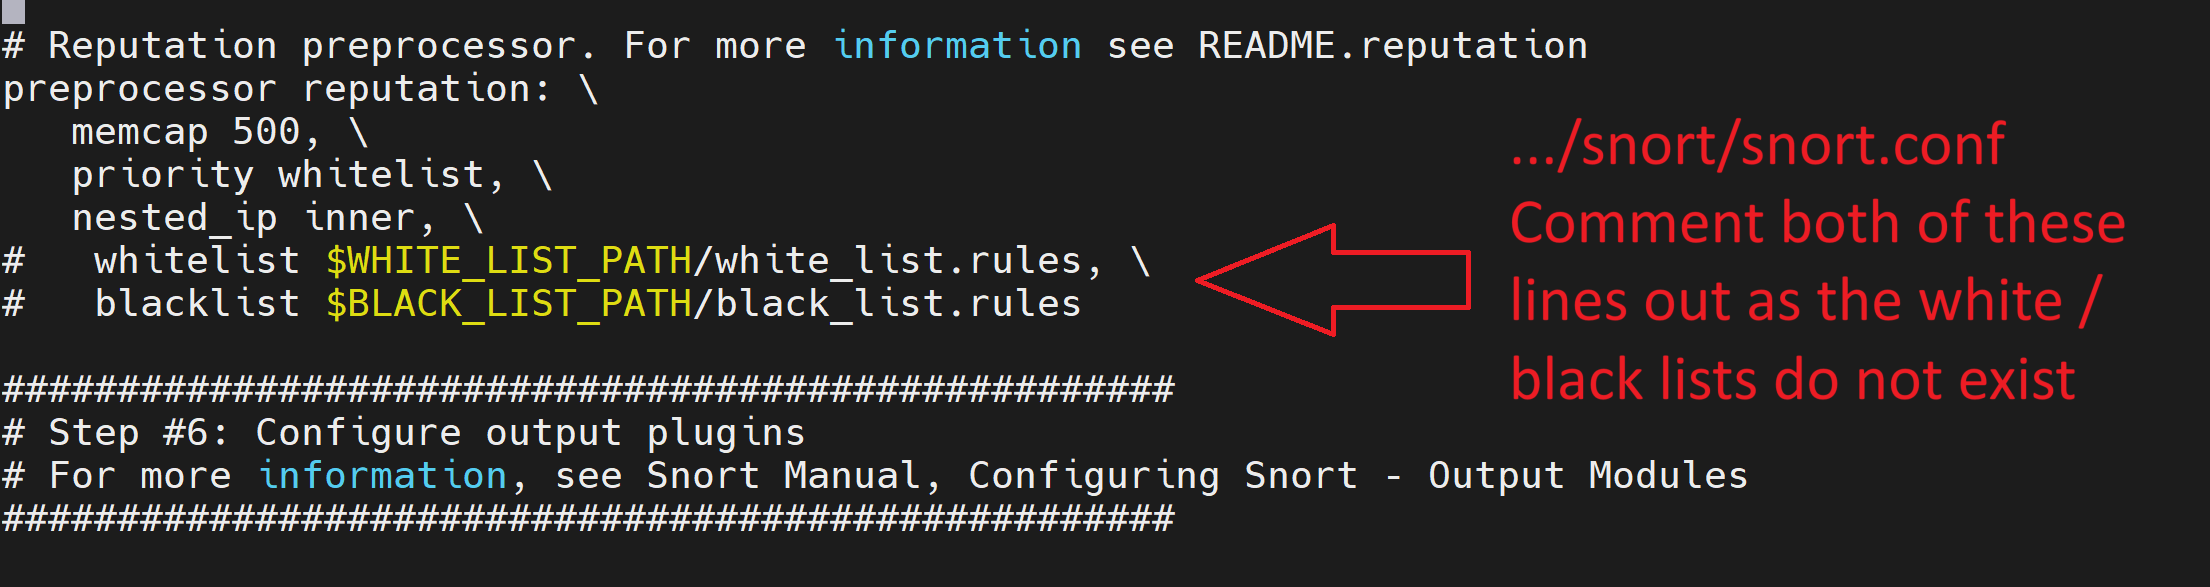 # Reputation preprocessor. For more information see README.reputation
preprocessor reputation: \
   memcap 500, \
   priority whitelist, \
   nested_ip inner, \
#   whitelist $WHITE_LIST_PATH/white_list.rules, \
#   blacklist $BLACK_LIST_PATH/black_list.rules
.../snort/snort.conf
Comment both of these
lines out as the white /
black lists do not exist
###################################################
# Step #6: Configure output plugins
# For more information, see Snort Manual, Configuring Snort - Output Modules
###################################################